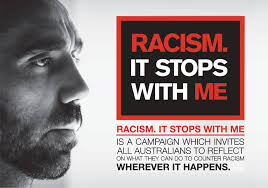 RACISM.
IT STOPS
WITH ME
RACISM. IT STOPS WITH ME
IS A CAMPAIGN WHICH INVITES
ALL AUSTRALIANS TO REFLECT
ON WHAT THEY CAN DO TO COUNTER RACISM
WHEREVER IT HAPPENS.